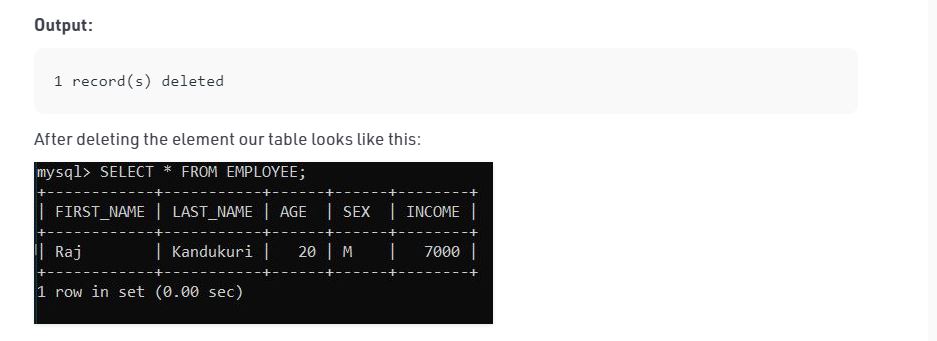 Output:
1 record(s) deleted
After deleting the element our table looks like this:
mysql> SELECT * FROM EMPLOYEE;
+------------+-----------+------+------+--------+
| FIRST_NAME | LAST_NAME | AGE  | SEX  | INCOME |
+------------+-----------+------+------+--------+
| Raj        | Kandukuri |   20 | M    |   7000 |
+------------+-----------+------+------+--------+
1 row in set (0.00 sec)